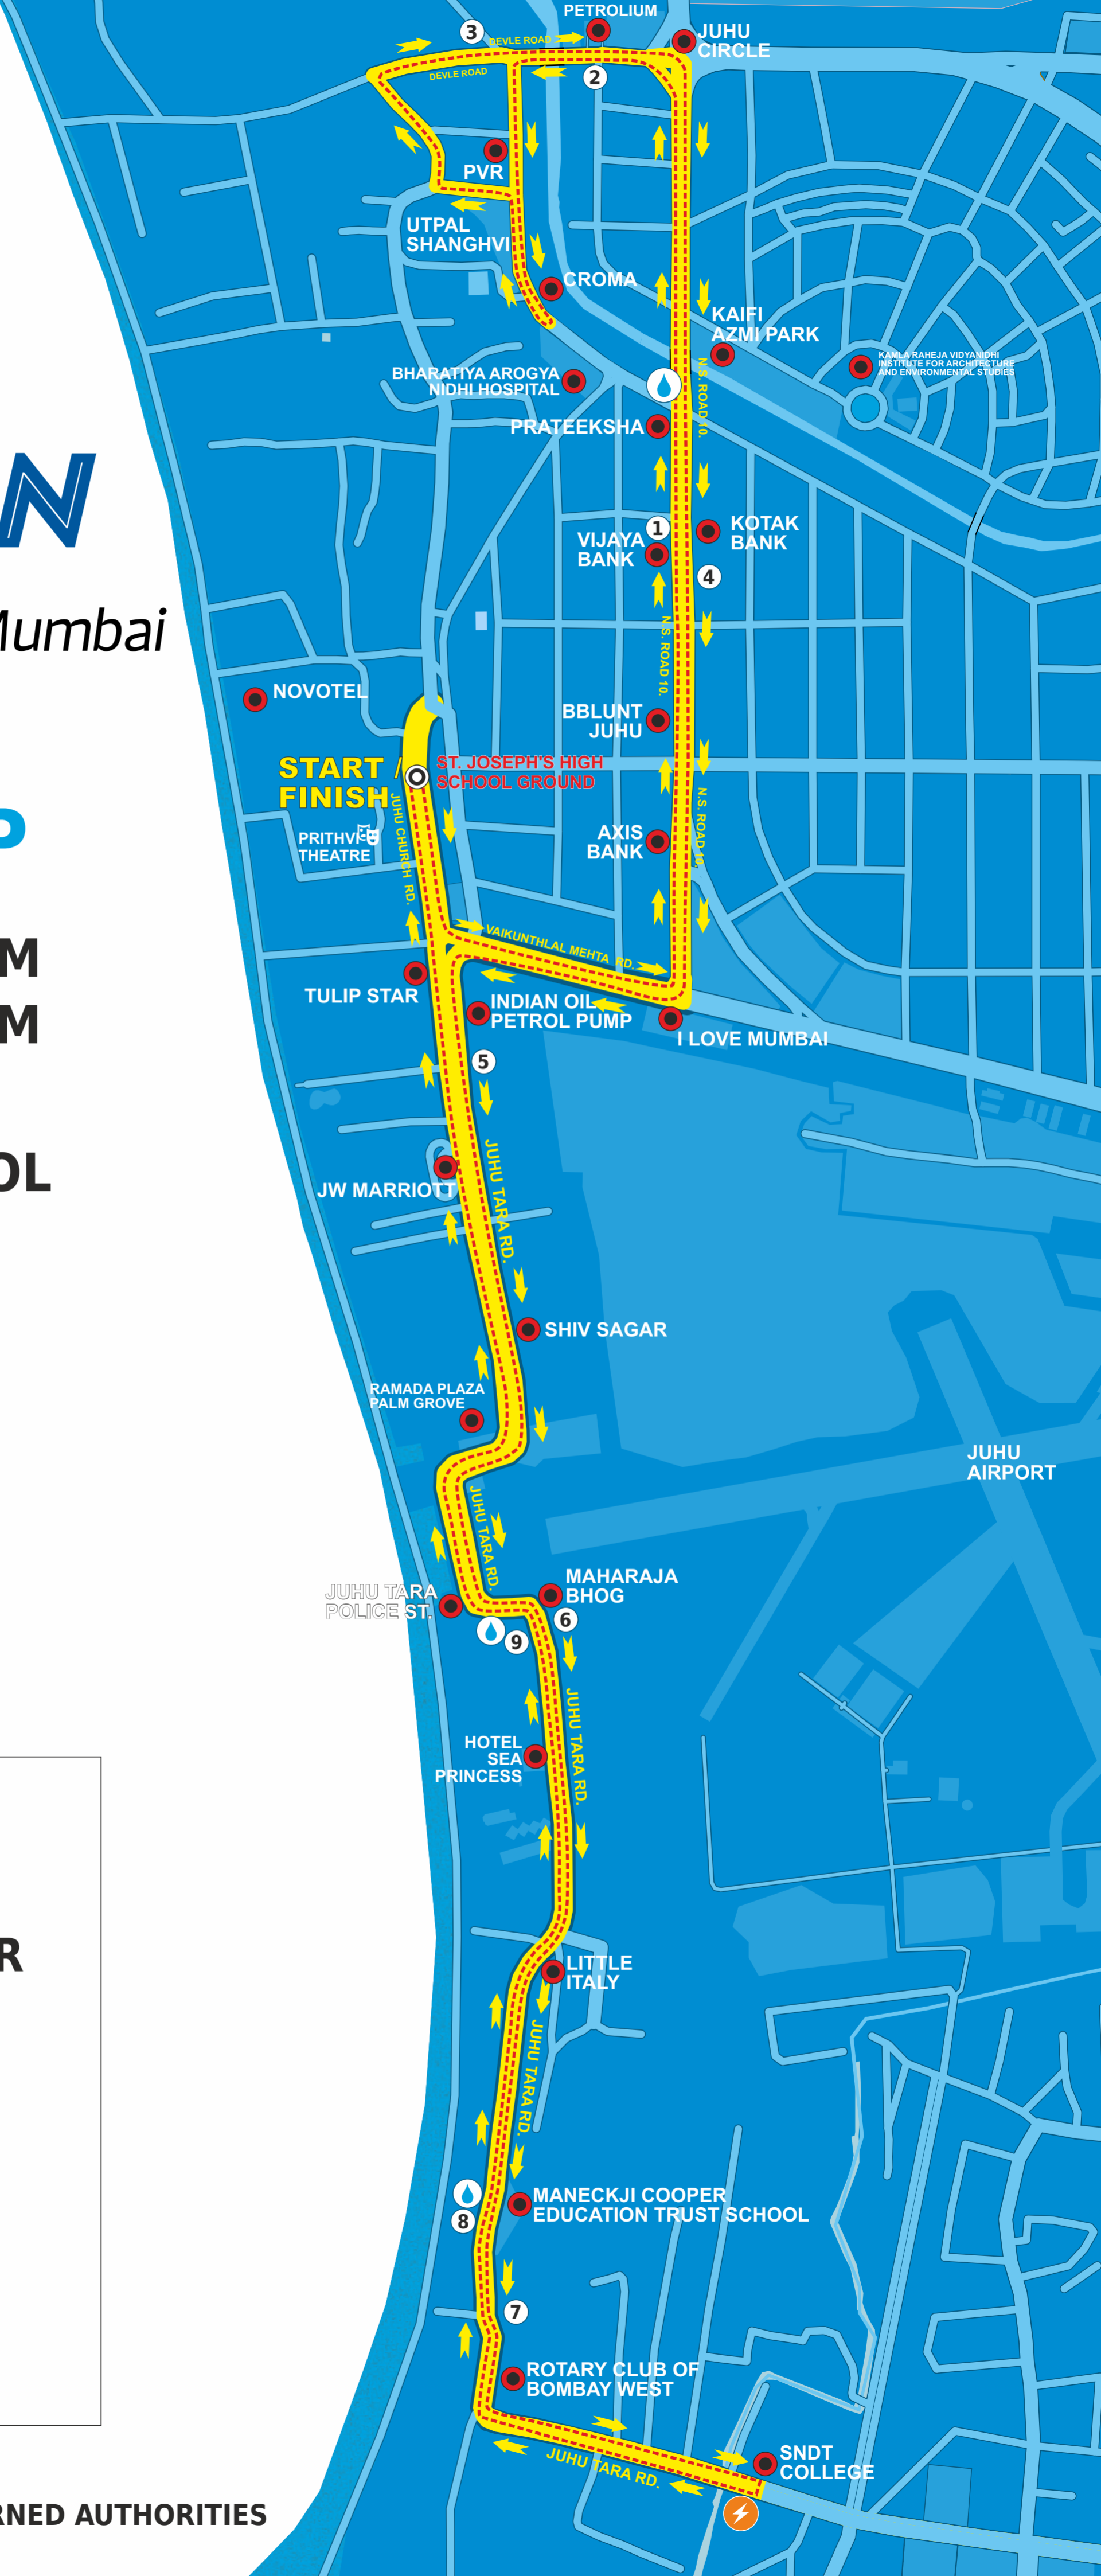 PETROLIUM
3
DEVLE ROAD
JUHU
CIRCLE
DEVLE ROAD
2
PVR
UTPAL
SHANGHVI
CROMA
KAIFI
AZMI PARK
KAMLA RAHEJA VIDYANIDHI
INSTITUTE FOR ARCHITECTURE
AND ENVIRONMENTAL STUDIES
BHARATIYA AROGYA
NIDHI HOSPITAL
N.S. ROAD 10.
PRATEEKSHA
N
1
KOTAK
BANK
VIJAYA
BANK
4
Mumbai
N.S. ROAD 10.
NOVOTEL
BBLUNT
JUHU
START /
FINISH
ST. JOSEPH'S HIGH
SCHOOL GROUND
JUHU CHURCH RD.
PRITHVI
THEATRE
P
AXIS
BANK
N.S. ROAD 10.
M
VAIKUNTHLAL MEHTA RD.
TULIP STAR
INDIAN OIL
PETROL PUMP
M
I LOVE MUMBAI
5
OL
JW MARRIOTT
JUHU TARA RD.
SHIV SAGAR
RAMADA PLAZA
PALM GROVE
JUHU
AIRPORT
JUHU TARA RD.
MAHARAJA
BHOG
JUHU TARA
POLICE ST.
6
9
JUHU TARA RD.
HOTEL
SEA
PRINCESS
R
LITTLE
ITALY
JUHU TARA RD.
MANECKJI COOPER
EDUCATION TRUST SCHOOL
8
7
ROTARY CLUB OF
BOMBAY WEST
JUHU TARA RD.
SNDT
COLLEGE
RNED AUTHORITIES